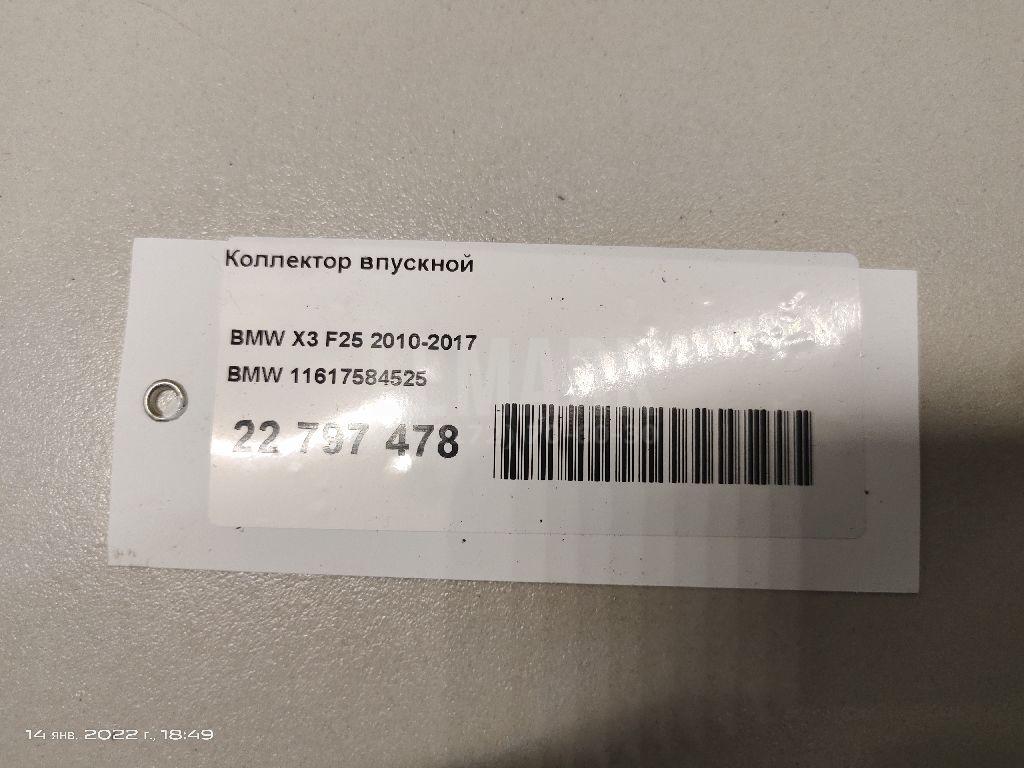 Коллектор впускной
BMW X3 F25 2010-2017
BMW 11617584525
22 797 478
14 янв. 2022 г., 18:49